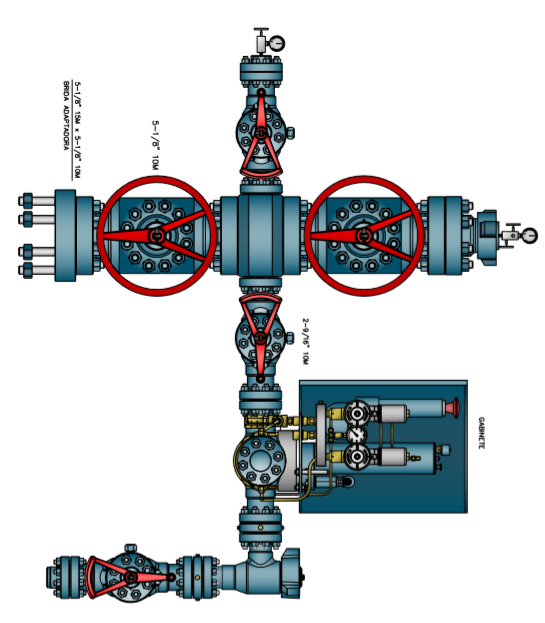 5-1/8" 15M x 5-1/8" 10M
BRIDA ADAPTADORA
5-1/8" 10M
2-9/16" 10M
GABINETE